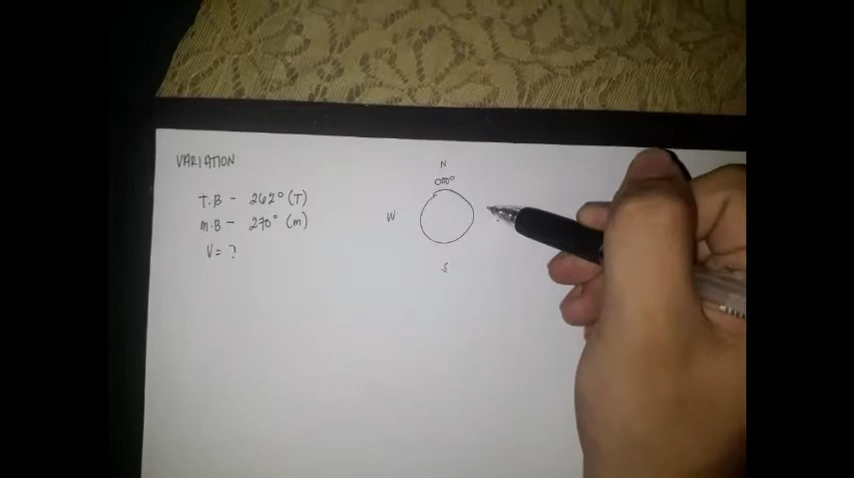 VARIATION
T.B - 262° (T)
M.B - 270° (m)
V = ?
N
000°
W
S